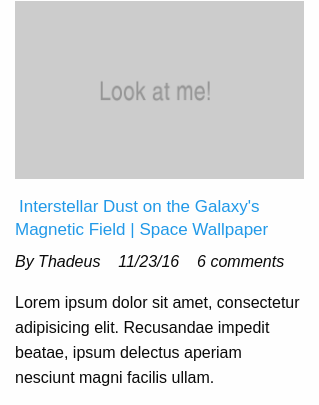 Look at me!
Interstellar Dust on the Galaxy's
Magnetic Field | Space Wallpaper
By Thadeus 11/23/16 6 comments
Lorem ipsum dolor sit amet, consectetur
adipisicing elit. Recusandae impedit
beatae, ipsum delectus aperiam
nesciunt magni facilis ullam.